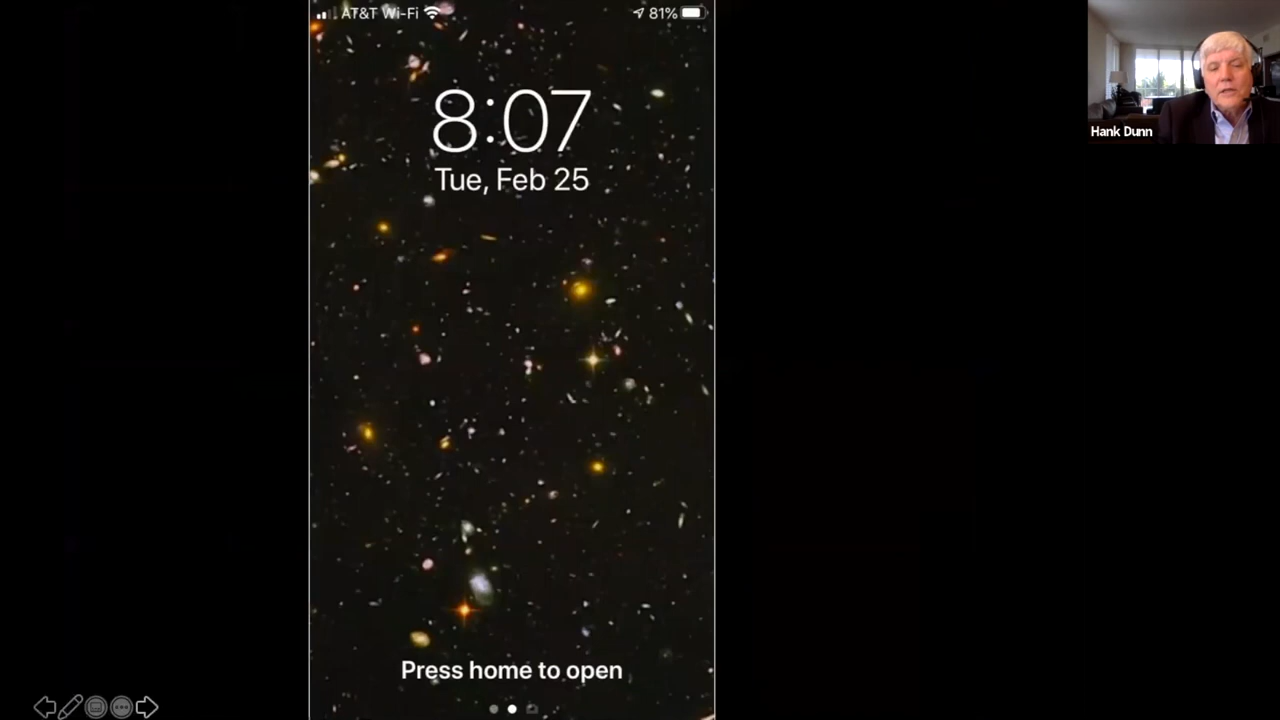 AT&T Wi-Fi
81%
8:07
Tue, Feb 25
Press home to open
Hank Dunn